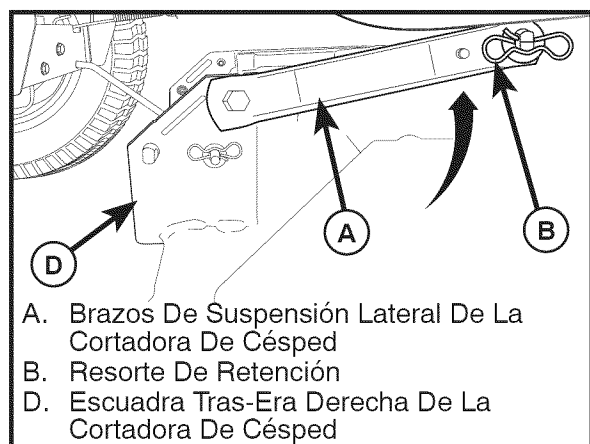 D
A
B
A. Brazos De Suspensión Lateral De La
Cortadora De Césped
B. Resorte De Retención
D. Escuadra Tras-Era Derecha De La
Cortadora De Césped